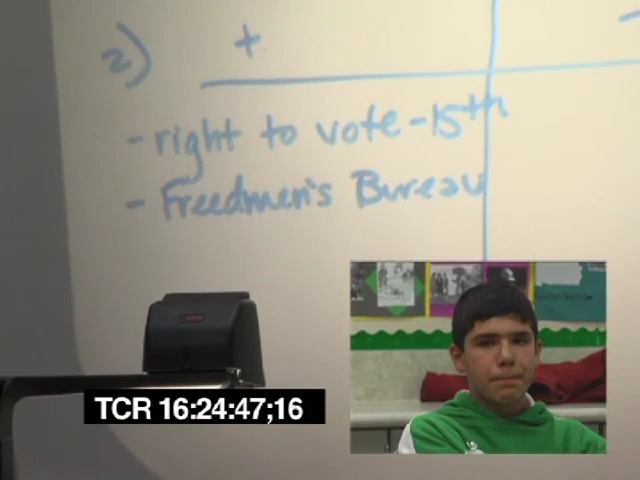 2) +
- right to vote - 15th
- Freedmen's Bureau
TCR 16:24:47;16